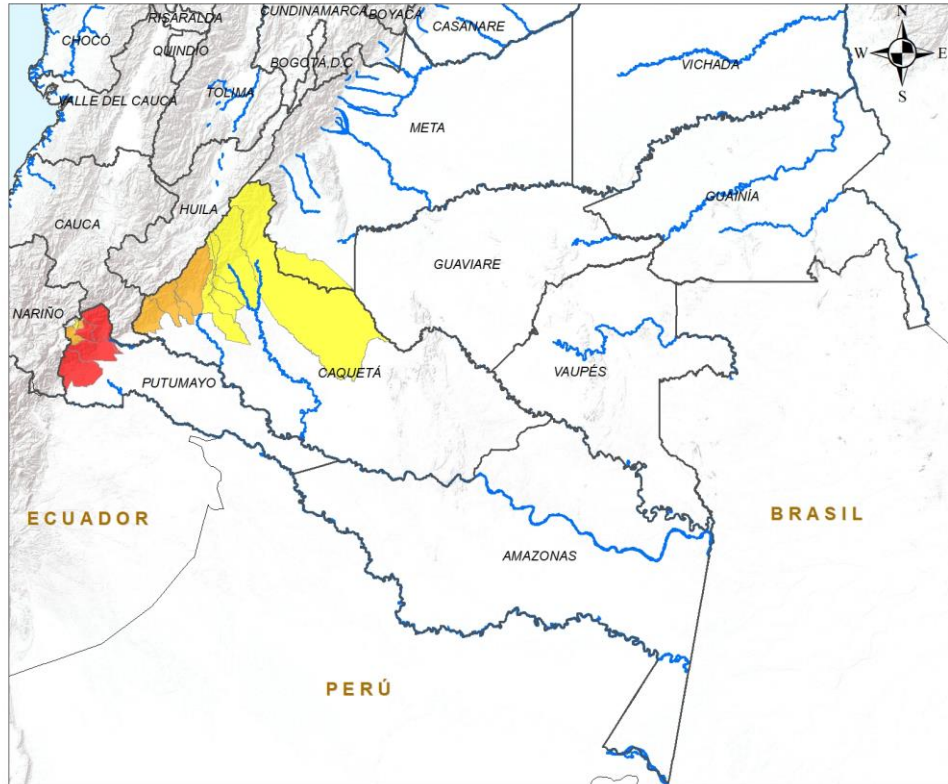 CUNDINAMARCA
BOYACÁ
RISARALDA
CASANARE
CHOCÓ
QUINDÍO
BOGOTÁ D.C
VICHADA
N
W
E
S
VALLE DEL CAUCA
TOLIMA
META
HUILA
GUAINÍA
CAUCA
GUAVIARE
NARIÑO
CAQUETÁ
VAUPÉS
PUTUMAYO
ECUADOR
BRASIL
AMAZONAS
PERÚ